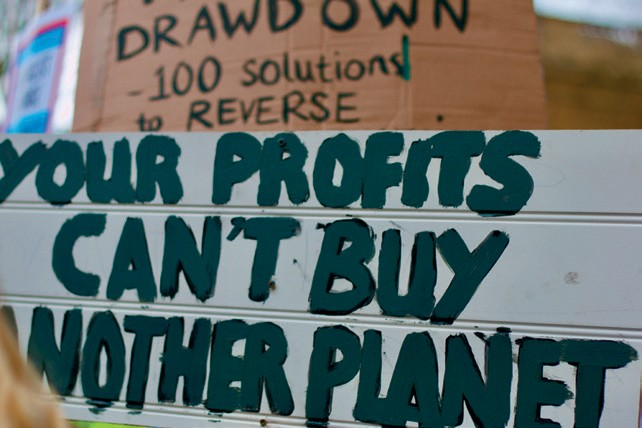 DRAWDOWN
-100 solutions
to REVERSE
YOUR PROFITS
CAN'T BUY
ANOTHER PLANET